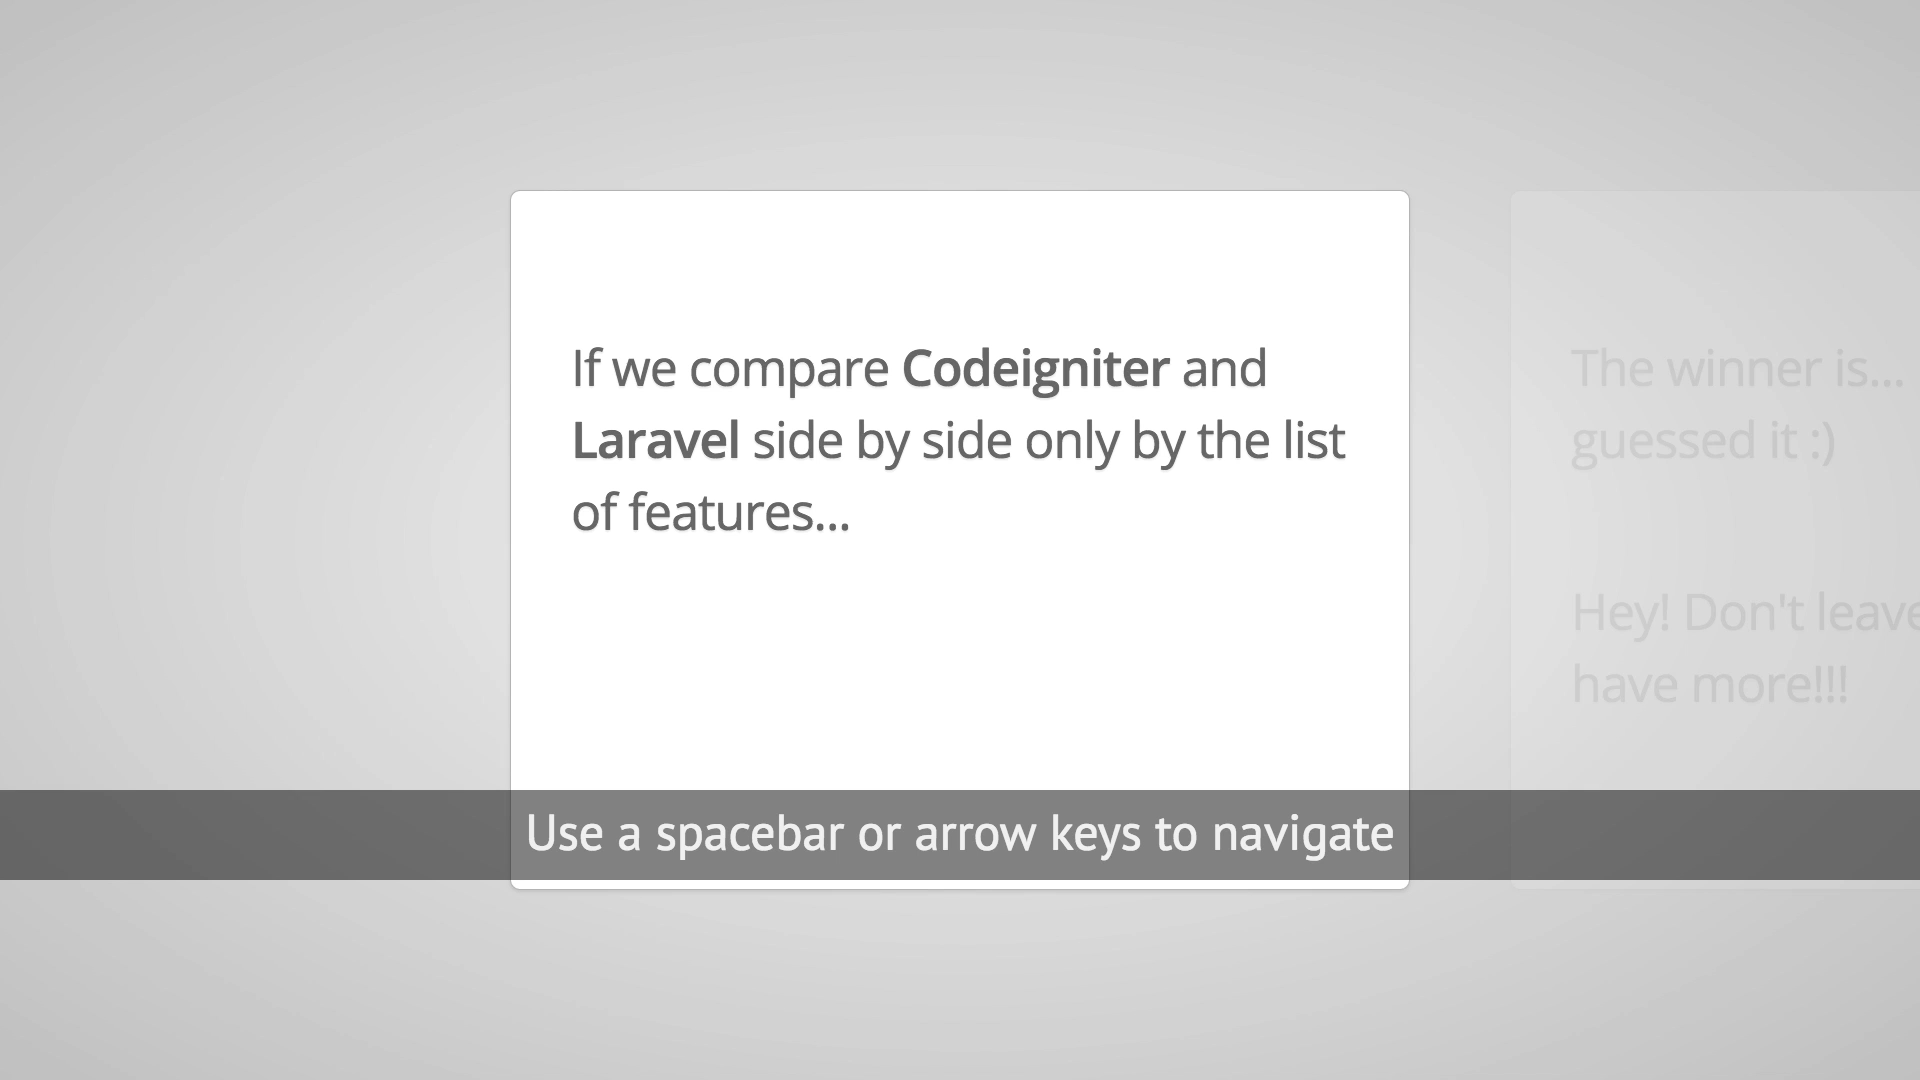 If we compare Codeigniter and
Laravel side by side only by the list
of features...
The winner is...
guessed it :)
Hey! Don't leave
have more!!!
Use a spacebar or arrow keys to navigate